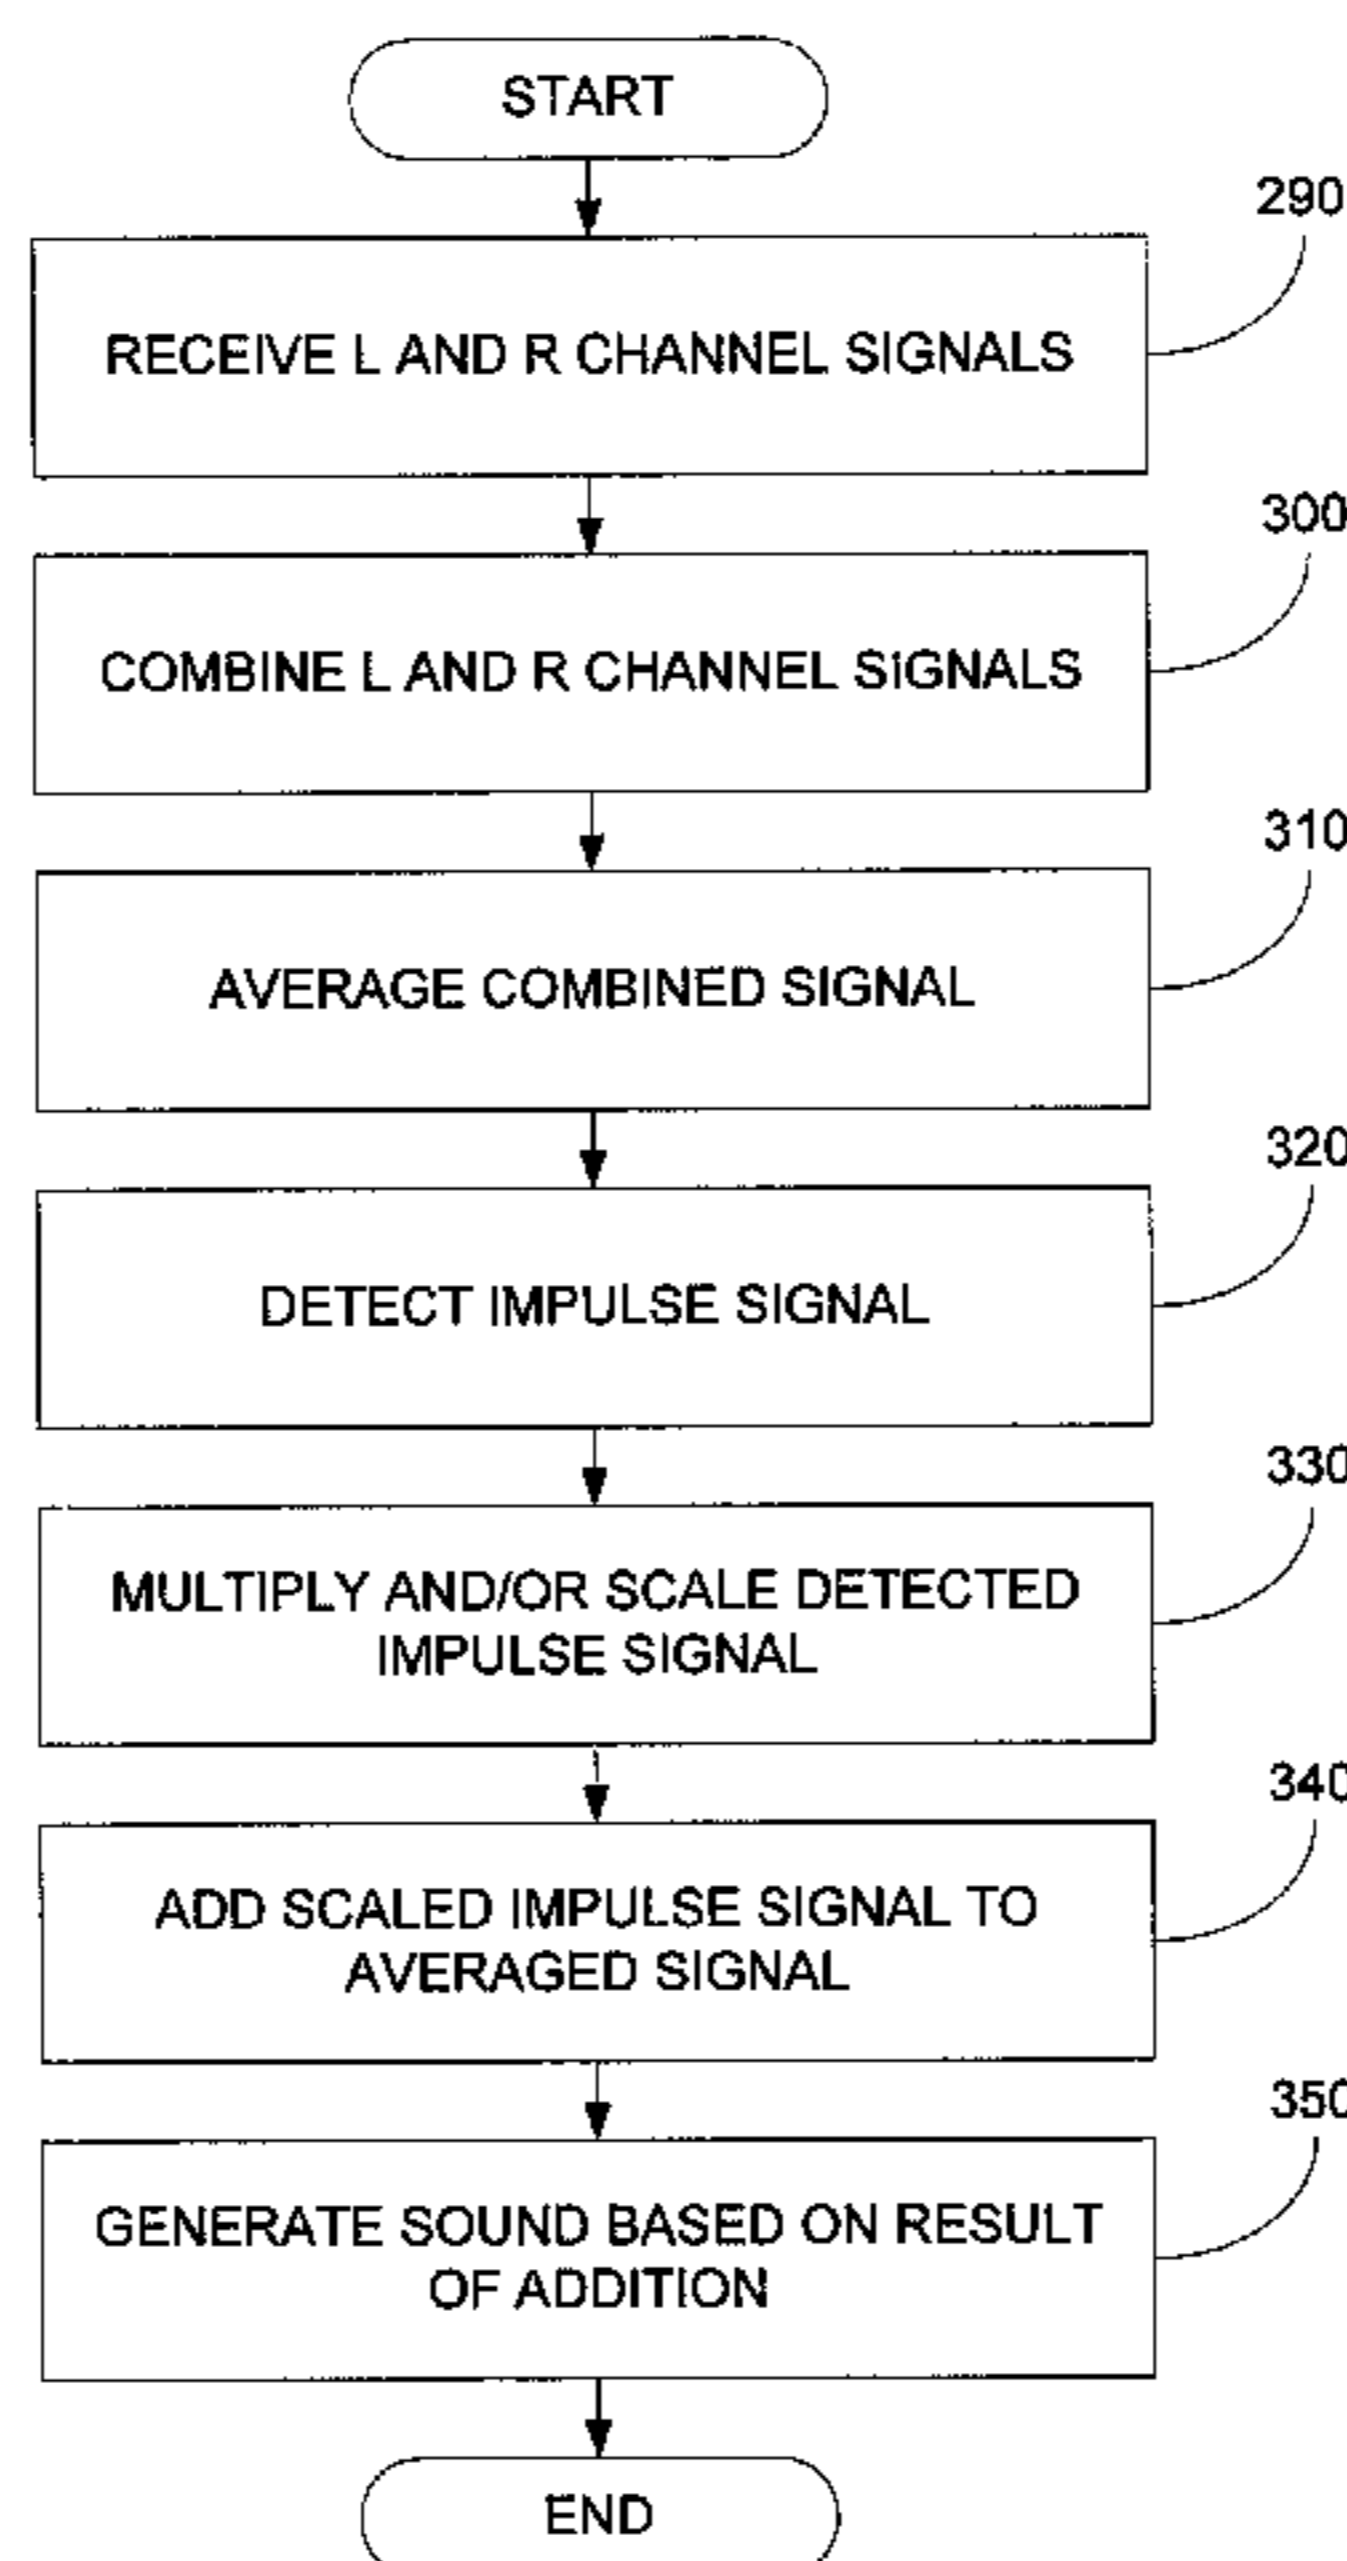 START
290
RECEIVE L AND R CHANNEL SIGNALS
300
COMBINE L AND R CHANNEL SIGNALS
310
AVERAGE COMBINED SIGNAL
320
DETECT IMPULSE SIGNAL
330
MULTIPLY AND/OR SCALE DETECTED
IMPULSE SIGNAL
340
ADD SCALED IMPULSE SIGNAL TO
AVERAGED SIGNAL
350
GENERATE SOUND BASED ON RESULT
OF ADDITION
END